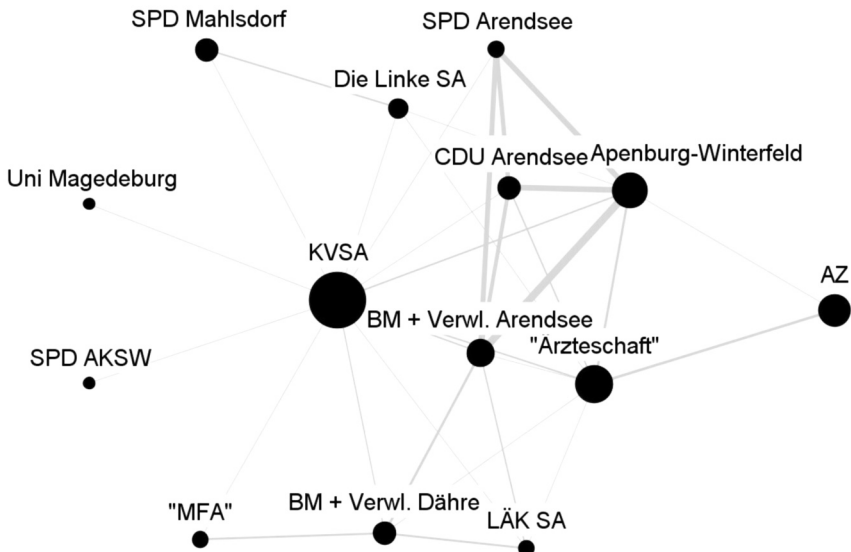 SPD Mahlsdorf
SPD Arendsee
Die Linke SA
CDU Arendsee
Apenburg-Winterfeld
Uni Magedeburg
KVSA
AZ
BM + Verwl. Arendsee
"Ärzteschaft"
SPD AKSW
BM + Verwl. Dähre
"MFA"
LÄK SA